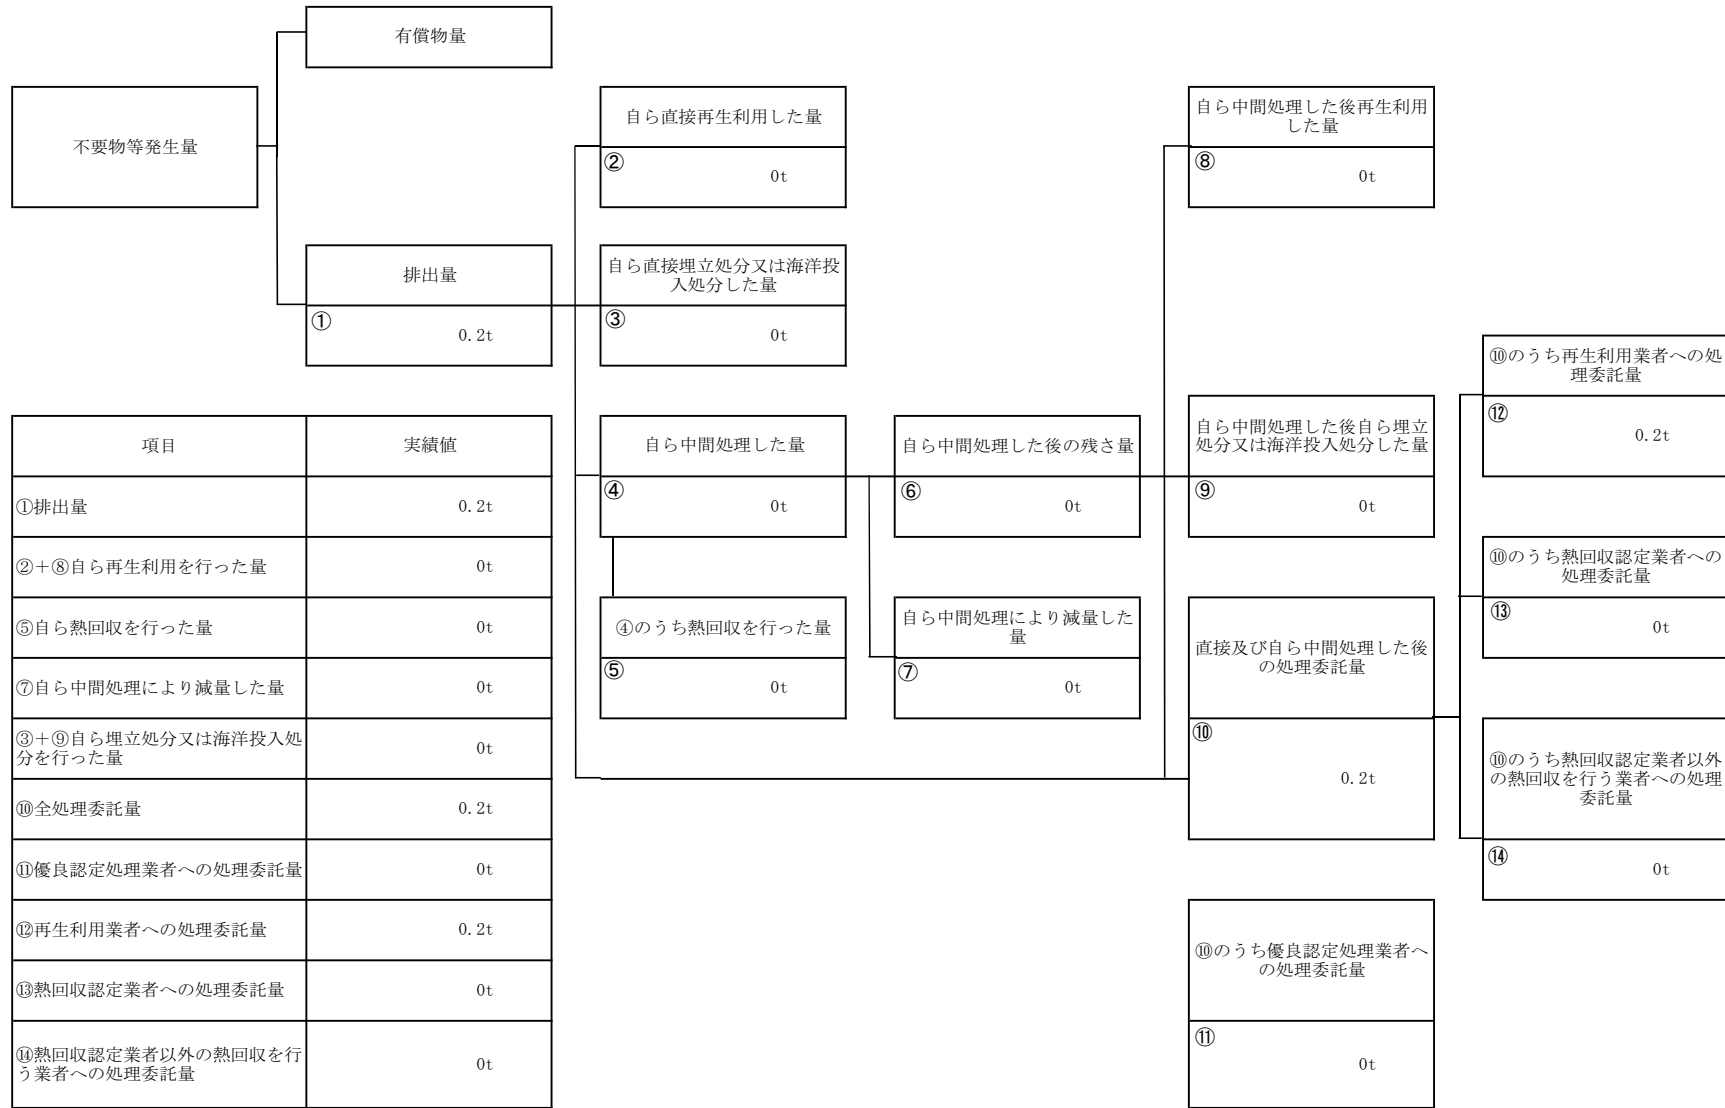 有償物量
不要物等発生量
自ら直接再生利用した量
②
0t
自ら中間処理した後再生利用
した量
⑧
0t
排出量
①
0.2t
自ら直接埋立処分又は海洋投
入処分した量
③
0t
⑩のうち再生利用業者への処
理委託量
⑫
0.2t
自ら中間処理した量
④
0t
自ら中間処理した後の残さ量
⑥
0t
自ら中間処理した後自ら埋立
処分又は海洋投入処分した量
⑨
0t
⑩のうち熱回収認定業者への
処理委託量
⑬
0t
④のうち熱回収を行った量
⑤
0t
自ら中間処理により減量した
量
⑦
0t
直接及び自ら中間処理した後
の処理委託量
⑩
0.2t
⑩のうち熱回収認定業者以外
の熱回収を行う業者への処理
委託量
⑭
0t
⑩のうち優良認定処理業者へ
の処理委託量
⑪
0t
項目 実績値
①排出量 0.2t
②＋⑧自ら再生利用を行った量 0t
⑤自ら熱回収を行った量 0t
⑦自ら中間処理により減量した量 0t
③＋⑨自ら埋立処分又は海洋投入処
分を行った量 0t
⑩全処理委託量 0.2t
⑪優良認定処理業者への処理委託量 0t
⑫再生利用業者への処理委託量 0.2t
⑬熱回収認定業者への処理委託量 0t
⑭熱回収認定業者以外の熱回収を行
う業者への処理委託量 0t